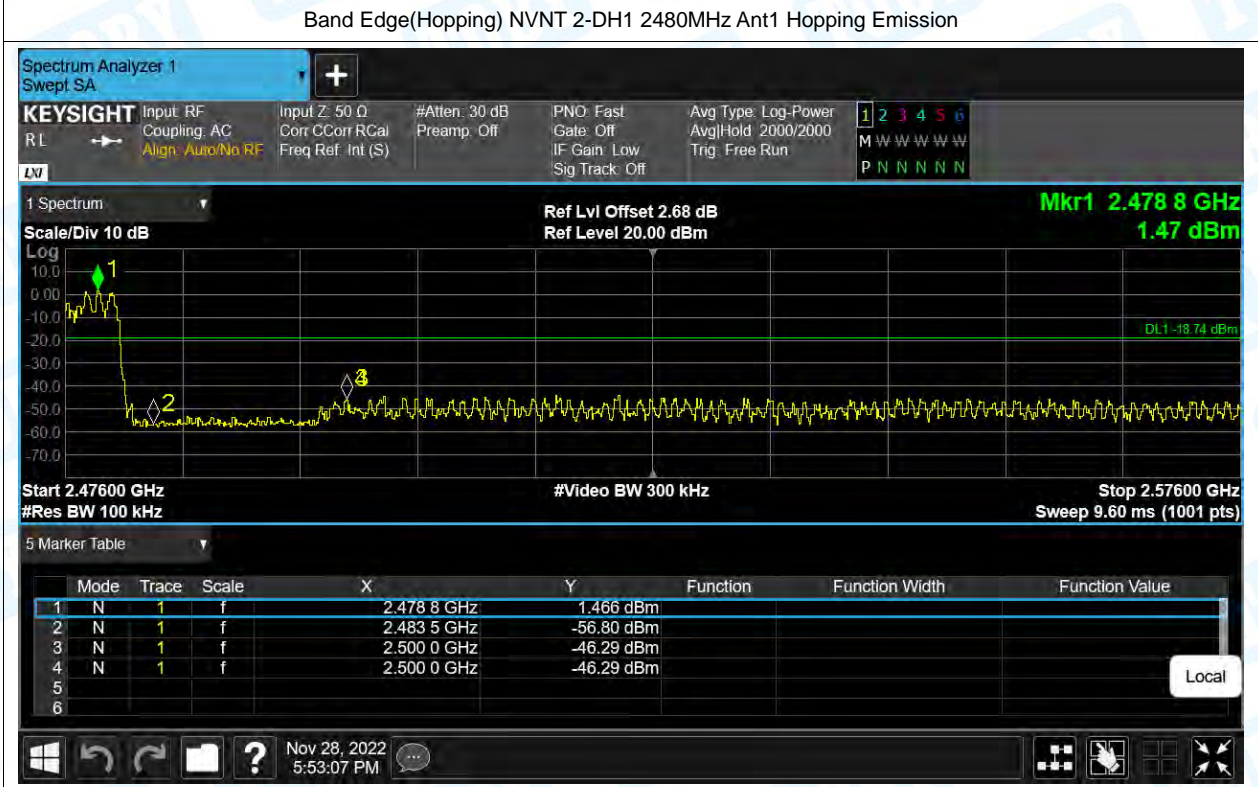 Band Edge(Hopping) NVNT 2-DH1 2480MHz Ant1 Hopping Emission
Spectrum Analyzer 1
Swept SA
+
KEYSIGHT Input: RF Input Z: 50 Ω #Atten: 30 dB PNO: Fast Avg Type: Log-Power 1 2 3 4 5 6
RL Coupling: AC Corr CCorr RCal Preamp: Off Gate: Off Avg|Hold: 2000/2000 M W W W W W
Align: Auto/No RF Freq Ref: Int (S) IF Gain: Low Trig: Free Run P N N N N N
LXI Sig Track: Off
1 Spectrum Ref Lvl Offset 2.68 dB Mkr1 2.478 8 GHz
Scale/Div 10 dB Ref Level 20.00 dBm 1.47 dBm
Log
10.0 1
0.00
-10.0
DL1 -18.74 dBm
-20.0
-30.0
-40.0
-50.0 2
-60.0
-70.0
Start 2.47600 GHz #Video BW 300 kHz Stop 2.57600 GHz
#Res BW 100 kHz Sweep 9.60 ms (1001 pts)
5 Marker Table
Mode Trace Scale X Y Function Function Width Function Value
1 N 1 f 2.478 8 GHz 1.466 dBm
2 N 1 f 2.483 5 GHz -56.80 dBm
3 N 1 f 2.500 0 GHz -46.29 dBm
4 N 1 f 2.500 0 GHz -46.29 dBm
5
6
Local
? Nov 28, 2022
5:53:07 PM